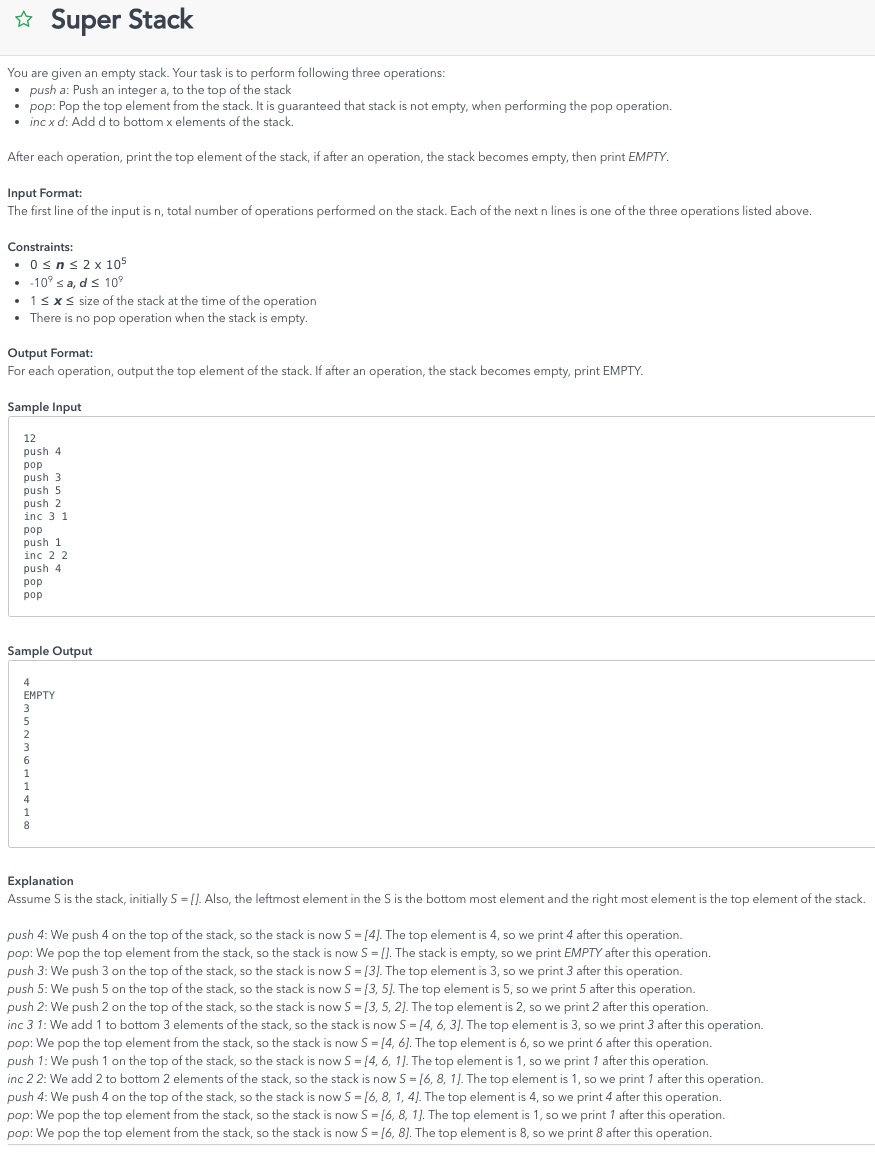 Super Stack
You are given an empty stack. Your task is to perform following three operations:
• push a: Push an integer a, to the top of the stack
• pop: Pop the top element from the stack. It is guaranteed that stack is not empty, when performing the pop operation.
• inc x d: Add d to bottom x elements of the stack.
After each operation, print the top element of the stack, if after an operation, the stack becomes empty, then print EMPTY.
Input Format:
The first line of the input is n, total number of operations performed on the stack. Each of the next n lines is one of the three operations listed above.
Constraints:
• 0 ≤ n ≤ 2 x 10⁵
• -10⁹ ≤ a, d ≤ 10⁹
• 1 ≤ x ≤ size of the stack at the time of the operation
• There is no pop operation when the stack is empty.
Output Format:
For each operation, output the top element of the stack. If after an operation, the stack becomes empty, print EMPTY.
Sample Input
12
push 4
pop
push 3
push 5
push 2
inc 3 1
pop
push 1
inc 2 2
push 4
pop
pop
Sample Output
4
EMPTY
3
5
2
3
6
1
1
4
1
8
Explanation
Assume S is the stack, initially S = []. Also, the leftmost element in the S is the bottom most element and the right most element is the top element of the stack.
push 4: We push 4 on the top of the stack, so the stack is now S = [4]. The top element is 4, so we print 4 after this operation.
pop: We pop the top element from the stack, so the stack is now S = []. The stack is empty, so we print EMPTY after this operation.
push 3: We push 3 on the top of the stack, so the stack is now S = [3]. The top element is 3, so we print 3 after this operation.
push 5: We push 5 on the top of the stack, so the stack is now S = [3, 5]. The top element is 5, so we print 5 after this operation.
push 2: We push 2 on the top of the stack, so the stack is now S = [3, 5, 2]. The top element is 2, so we print 2 after this operation.
inc 3 1: We add 1 to bottom 3 elements of the stack, so the stack is now S = [4, 6, 3]. The top element is 3, so we print 3 after this operation.
pop: We pop the top element from the stack, so the stack is now S = [4, 6]. The top element is 6, so we print 6 after this operation.
push 1: We push 1 on the top of the stack, so the stack is now S = [4, 6, 1]. The top element is 1, so we print 1 after this operation.
inc 2 2: We add 2 to bottom 2 elements of the stack, so the stack is now S = [6, 8, 1]. The top element is 1, so we print 1 after this operation.
push 4: We push 4 on the top of the stack, so the stack is now S = [6, 8, 1, 4]. The top element is 4, so we print 4 after this operation.
pop: We pop the top element from the stack, so the stack is now S = [6, 8, 1]. The top element is 1, so we print 1 after this operation.
pop: We pop the top element from the stack, so the stack is now S = [6, 8]. The top element is 8, so we print 8 after this operation.